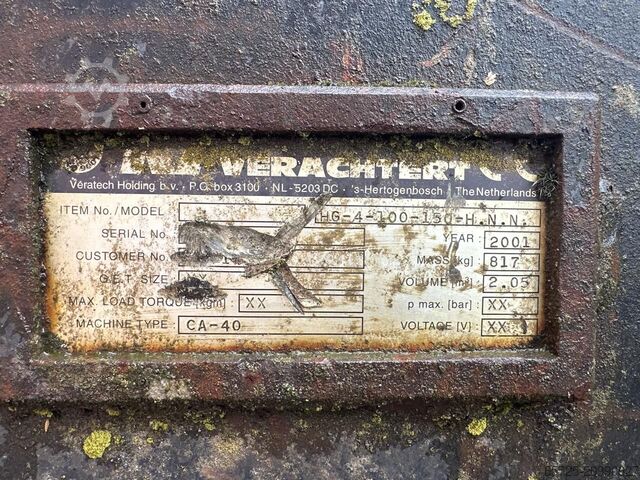 VERACHTERT
Veratech Holding b.v. · P.O. box 3100 · NL-5203 DC · 's-Hertogenbosch · The Netherlands
ITEM No. / MODEL HG-4-100-150-H.N.N.
SERIAL No. YEAR : 2001
CUSTOMER No. MASS [kg] : 817
G.E.T. SIZE VOLUME [m³] : 2.05
MAX. LOAD TORQUE [kgm] : XX p max. [bar] : XX
MACHINE TYPE : CA-40 VOLTAGE [V] : XX